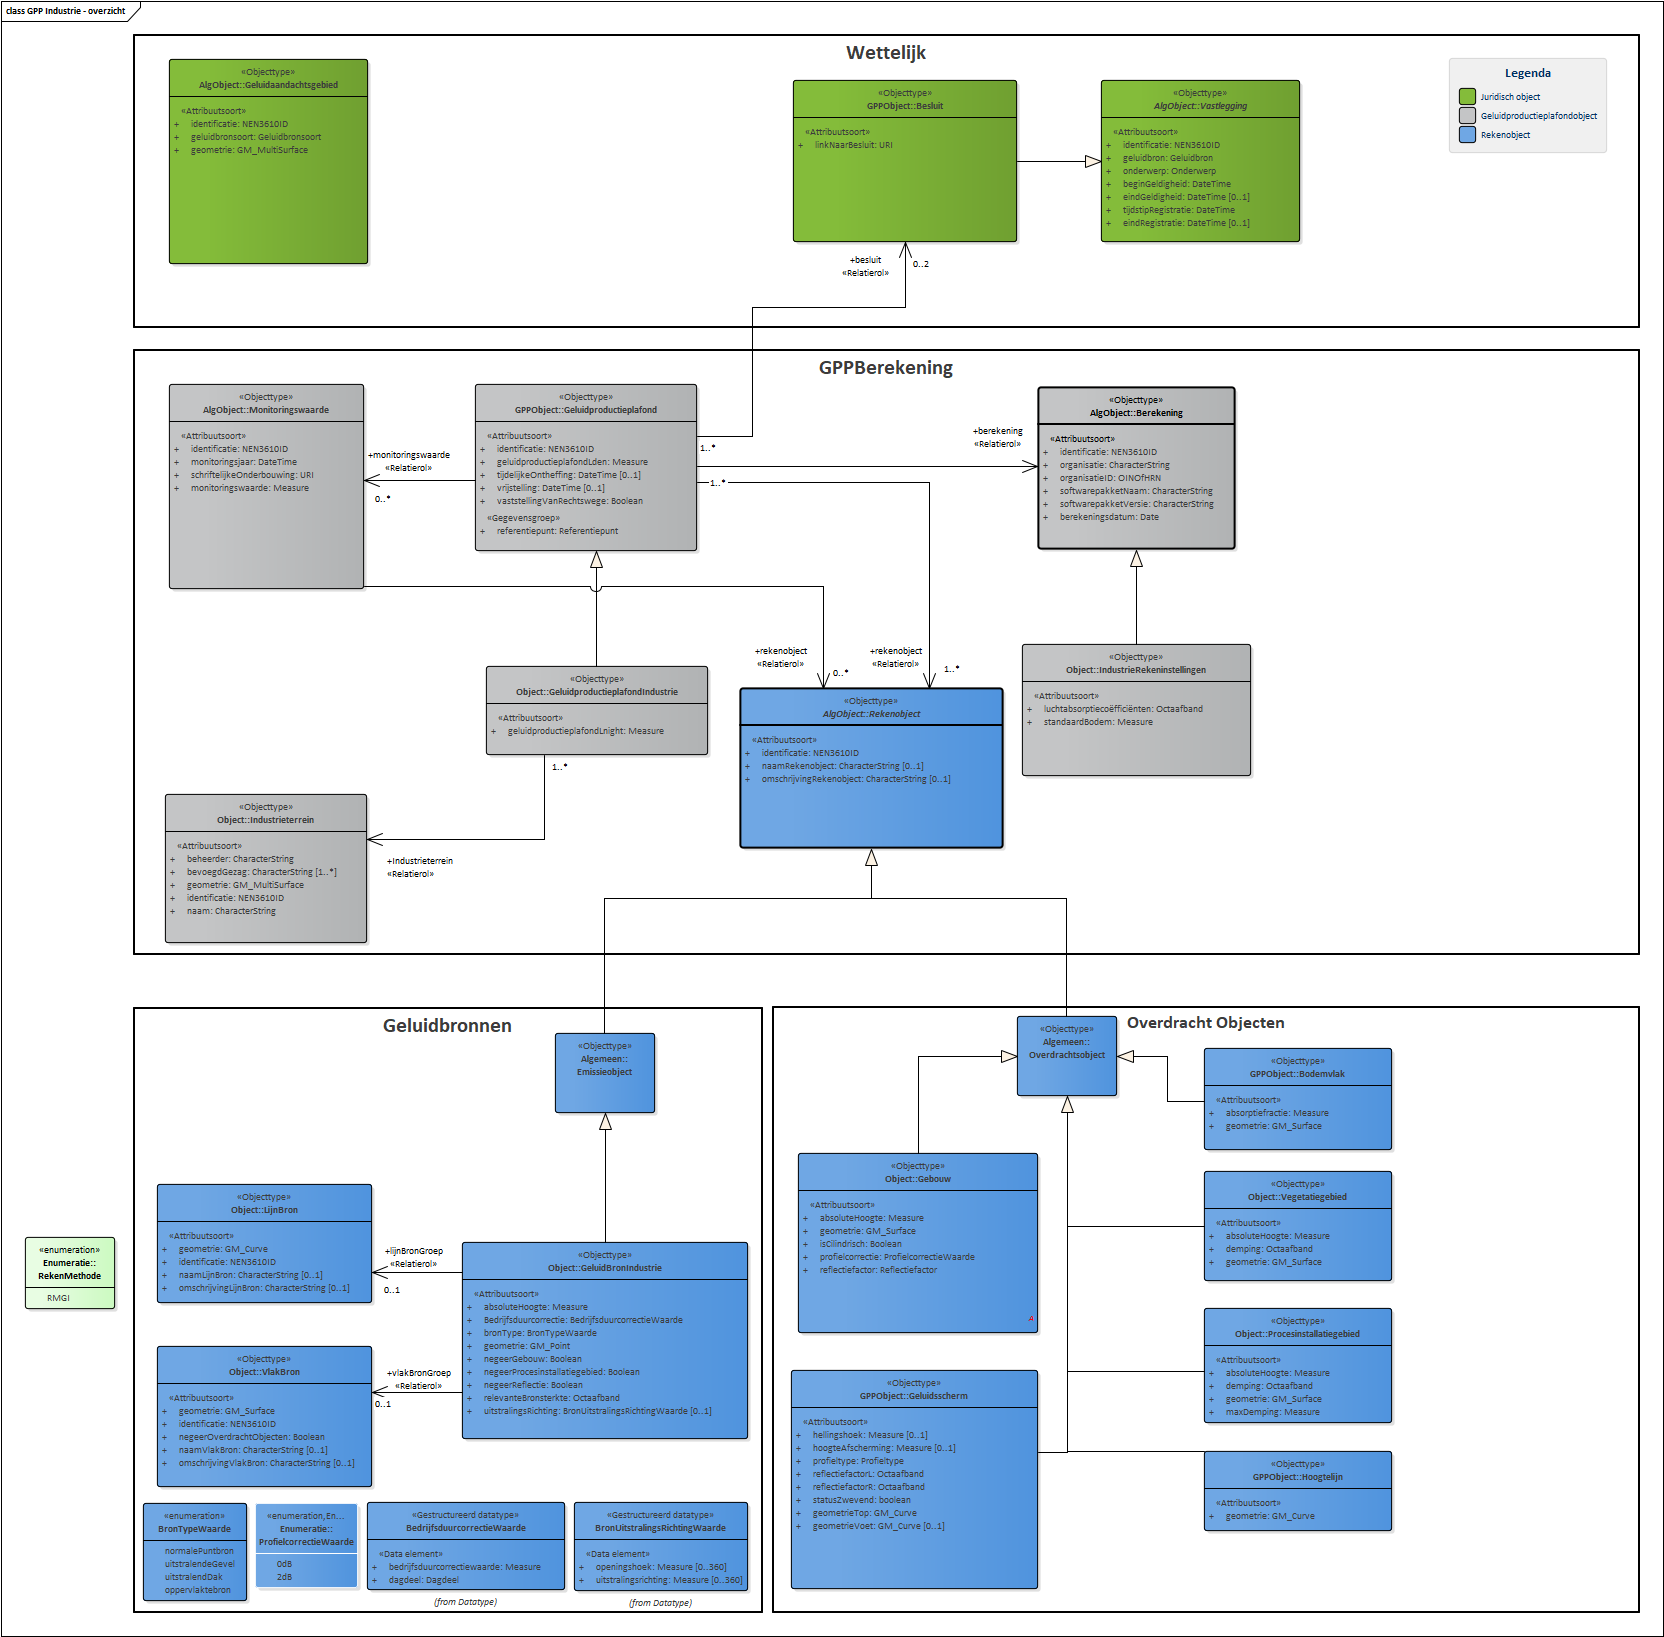 class GPP Industrie - overzicht
Wettelijk
«Objecttype»
AlgObject::Geluidaandachtsgebied
«Attribuutsoort»
+ identificatie: NEN3610ID
+ geluidbronsoort: Geluidbronsoort
+ geometrie: GM_MultiSurface
«Objecttype»
GPPObject::Besluit
«Attribuutsoort»
+ linkNaarBesluit: URI
«Objecttype»
AlgObject::Vastlegging
«Attribuutsoort»
+ identificatie: NEN3610ID
+ geluidbron: Geluidbron
+ onderwerp: Onderwerp
+ beginGeldigheid: DateTime
+ eindGeldigheid: DateTime [0..1]
+ tijdstipRegistratie: DateTime
+ eindRegistratie: DateTime [0..1]
Legenda
Juridisch object
Geluidproductieplafondobject
Rekenobject
+besluit
«Relatierol»
0..2
GPPBerekening
«Objecttype»
AlgObject::Monitoringswaarde
«Attribuutsoort»
+ identificatie: NEN3610ID
+ monitoringsjaar: DateTime
+ schriftelijkeOnderbouwing: URI
+ monitoringswaarde: Measure
+monitoringswaarde
«Relatierol»
0..*
«Objecttype»
GPPObject::Geluidproductieplafond
«Attribuutsoort»
+ identificatie: NEN3610ID
+ geluidproductieplafondLden: Measure
+ tijdelijkeOntheffing: DateTime [0..1]
+ vrijstelling: DateTime [0..1]
+ vaststellingVanRechtswege: Boolean
«Gegevensgroep»
+ referentiepunt: Referentiepunt
1..*
1..*
+berekening
«Relatierol»
«Objecttype»
AlgObject::Berekening
«Attribuutsoort»
+ identificatie: NEN3610ID
+ organisatie: CharacterString
+ organisatieID: OINOfHRN
+ softwarepakketNaam: CharacterString
+ softwarepakketVersie: CharacterString
+ berekeningsdatum: Date
+rekenobject
«Relatierol»
0..*
+rekenobject
«Relatierol»
1..*
«Objecttype»
Object::GeluidproductieplafondIndustrie
«Attribuutsoort»
+ geluidproductieplafondLnight: Measure
1..*
«Objecttype»
AlgObject::Rekenobject
«Attribuutsoort»
+ identificatie: NEN3610ID
+ naamRekenobject: CharacterString [0..1]
+ omschrijvingRekenobject: CharacterString [0..1]
«Objecttype»
Object::IndustrieRekeninstellingen
«Attribuutsoort»
+ luchtabsorptiecoëfficiënten: Octaafband
+ standaardBodem: Measure
«Objecttype»
Object::Industrieterrein
«Attribuutsoort»
+ beheerder: CharacterString
+ bevoegdGezag: CharacterString [1..*]
+ geometrie: GM_MultiSurface
+ identificatie: NEN3610ID
+ naam: CharacterString
+Industrieterrein
«Relatierol»
Geluidbronnen
«Objecttype»
Algemeen::
Emissieobject
«Objecttype»
Object::LijnBron
«Attribuutsoort»
+ geometrie: GM_Curve
+ identificatie: NEN3610ID
+ naamLijnBron: CharacterString [0..1]
+ omschrijvingLijnBron: CharacterString [0..1]
+lijnBronGroep
«Relatierol»
0..1
«enumeration»
Enumeratie::
RekenMethode
RMGI
«Objecttype»
Object::GeluidBronIndustrie
«Attribuutsoort»
+ absoluteHoogte: Measure
+ Bedrijfsduurcorrectie: BedrijfsduurcorrectieWaarde
+ bronType: BronTypeWaarde
+ geometrie: GM_Point
+ negeerGebouw: Boolean
+ negeerProcesinstallatiegebied: Boolean
+ negeerReflectie: Boolean
+ relevanteBronsterkte: Octaafband
+ uitstralingsRichting: BronUitstralingsRichtingWaarde [0..1]
«Objecttype»
Object::VlakBron
«Attribuutsoort»
+ geometrie: GM_Surface
+ identificatie: NEN3610ID
+ negeerOverdrachtObjecten: Boolean
+ naamVlakBron: CharacterString [0..1]
+ omschrijvingVlakBron: CharacterString [0..1]
+vlakBronGroep
«Relatierol»
0..1
«enumeration»
BronTypeWaarde
normalePuntbron
uitstralendeGevel
uitstralendDak
oppervlaktebron
«enumeration,En...
Enumeratie::
ProfielcorrectieWaarde
0dB
2dB
«Gestructureerd datatype»
BedrijfsduurcorrectieWaarde
«Data element»
+ bedrijfsduurcorrectiewaarde: Measure
+ dagdeel: Dagdeel
(from Datatype)
«Gestructureerd datatype»
BronUitstralingsRichtingWaarde
«Data element»
+ openingshoek: Measure [0..360]
+ uitstralingsrichting: Measure [0..360]
(from Datatype)
Overdracht Objecten
«Objecttype»
Algemeen::
Overdrachtsobject
«Objecttype»
GPPObject::Bodemvlak
«Attribuutsoort»
+ absorptiefractie: Measure
+ geometrie: GM_Surface
«Objecttype»
Object::Gebouw
«Attribuutsoort»
+ absoluteHoogte: Measure
+ geometrie: GM_Surface
+ isCilindrisch: Boolean
+ profielcorrectie: ProfielcorrectieWaarde
+ reflectiefactor: Reflectiefactor
A
«Objecttype»
Object::Vegetatiegebied
«Attribuutsoort»
+ absoluteHoogte: Measure
+ demping: Octaafband
+ geometrie: GM_Surface
«Objecttype»
Object::Procesinstallatiegebied
«Attribuutsoort»
+ absoluteHoogte: Measure
+ demping: Octaafband
+ geometrie: GM_Surface
+ maxDemping: Measure
«Objecttype»
GPPObject::Geluidsscherm
«Attribuutsoort»
+ hellingshoek: Measure [0..1]
+ hoogteAfscherming: Measure [0..1]
+ profieltype: Profieltype
+ reflectiefactorL: Octaafband
+ reflectiefactorR: Octaafband
+ statusZwevend: boolean
+ geometrieTop: GM_Curve
+ geometrieVoet: GM_Curve [0..1]
«Objecttype»
GPPObject::Hoogtelijn
«Attribuutsoort»
+ geometrie: GM_Curve